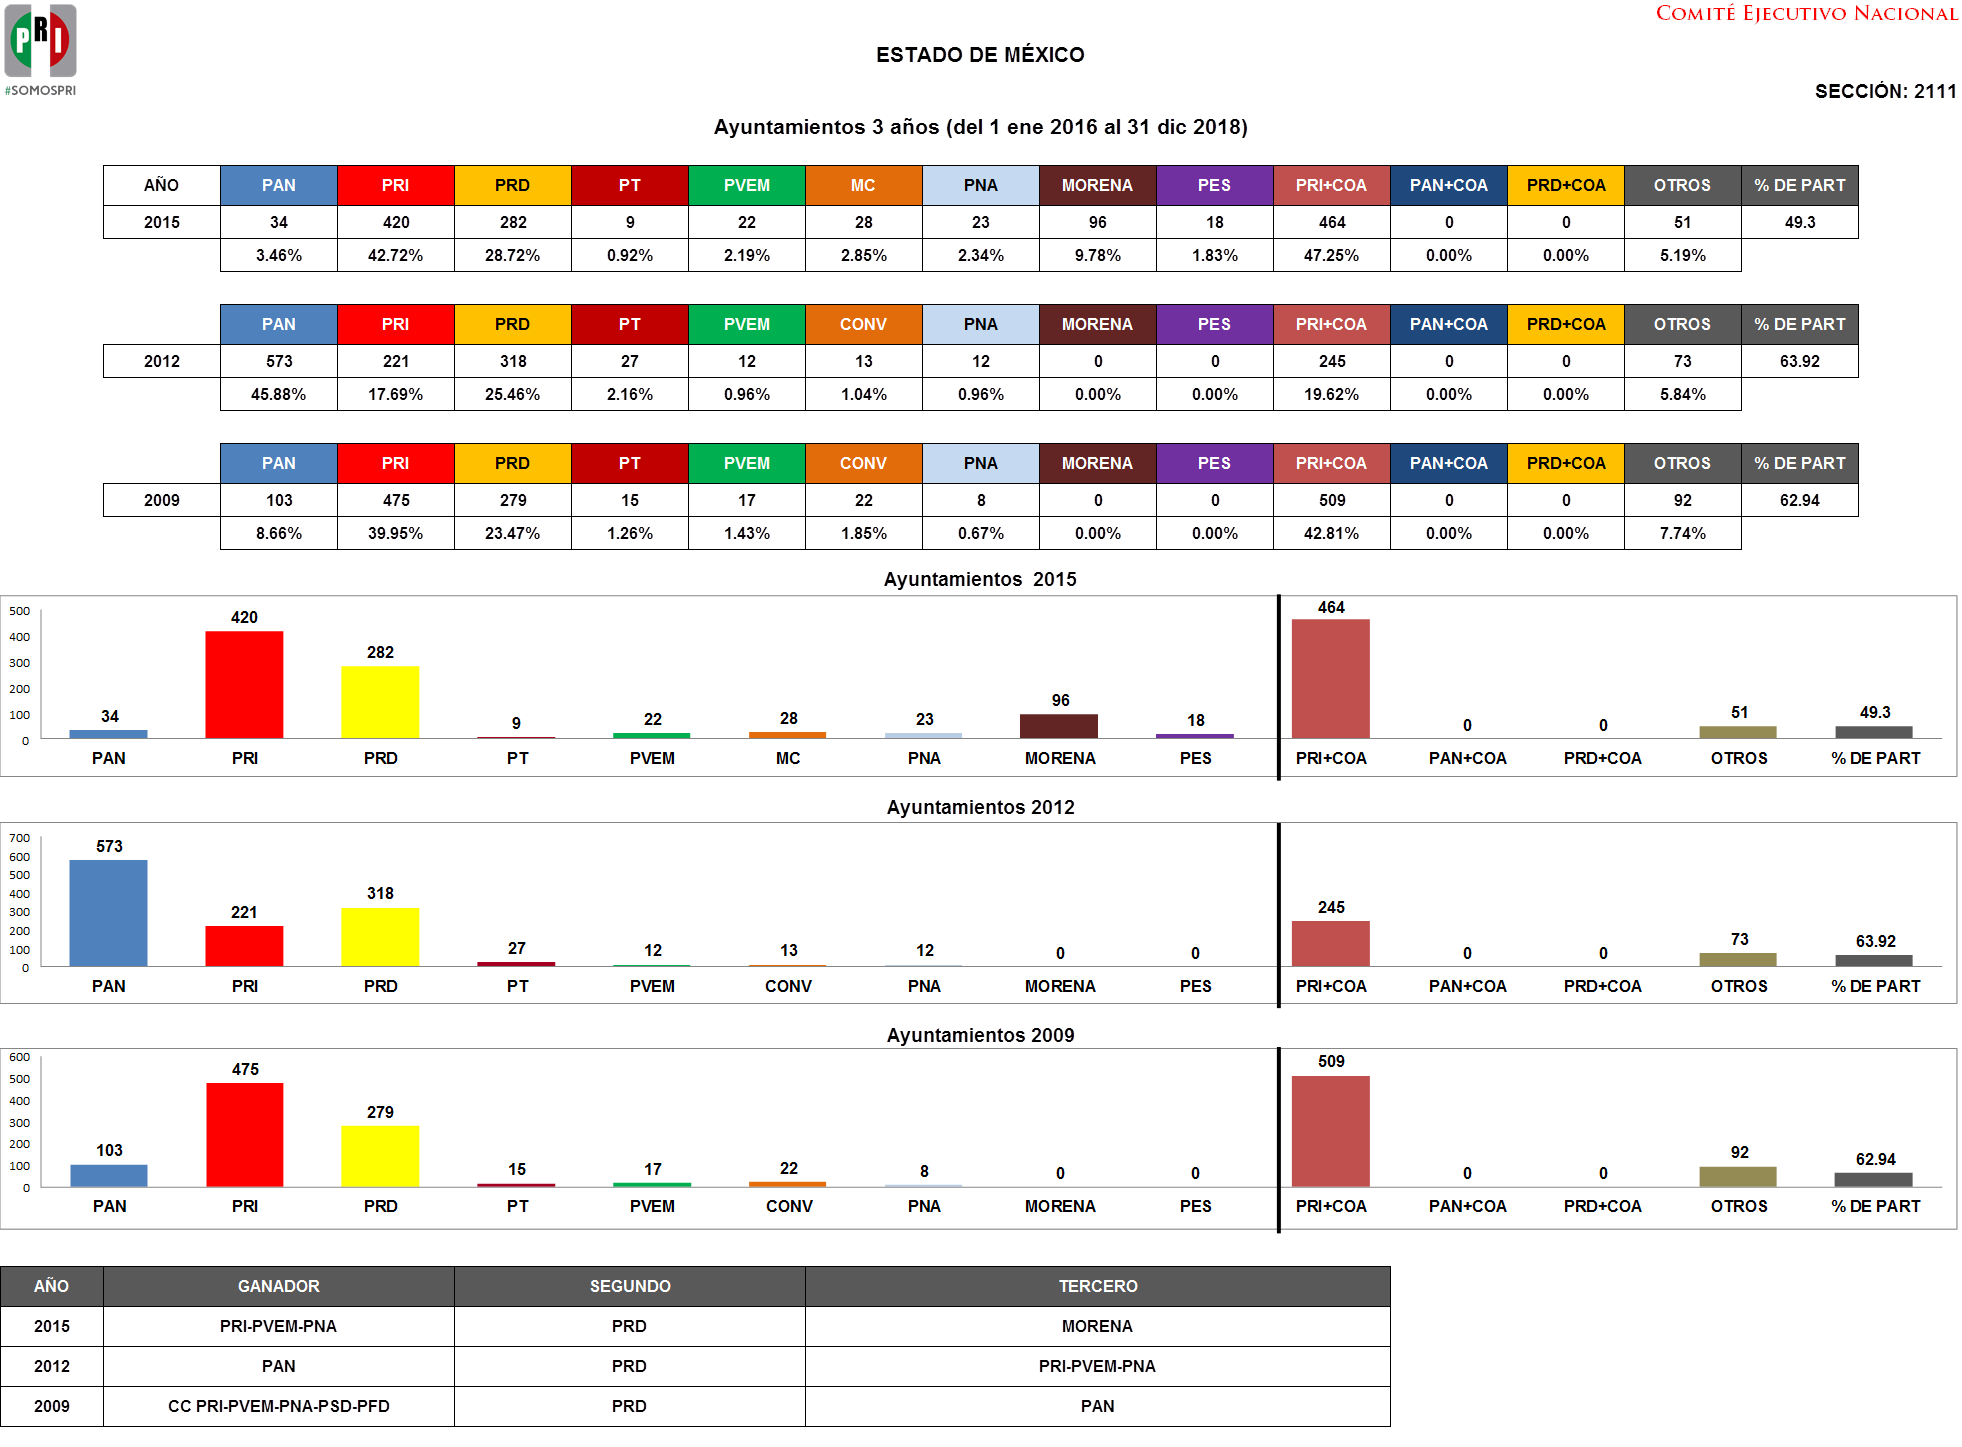 PRI
#SOMOSPRI
COMITÉ EJECUTIVO NACIONAL
ESTADO DE MÉXICO
SECCIÓN: 2111
Ayuntamientos 3 años (del 1 ene 2016 al 31 dic 2018)
AÑO PAN PRI PRD PT PVEM MC PNA MORENA PES PRI+COA PAN+COA PRD+COA OTROS % DE PART
2015 34 420 282 9 22 28 23 96 18 464 0 0 51 49.3
3.46% 42.72% 28.72% 0.92% 2.19% 2.85% 2.34% 9.78% 1.83% 47.25% 0.00% 0.00% 5.19%
PAN PRI PRD PT PVEM CONV PNA MORENA PES PRI+COA PAN+COA PRD+COA OTROS % DE PART
2012 573 221 318 27 12 13 12 0 0 245 0 0 73 63.92
45.88% 17.69% 25.46% 2.16% 0.96% 1.04% 0.96% 0.00% 0.00% 19.62% 0.00% 0.00% 5.84%
PAN PRI PRD PT PVEM CONV PNA MORENA PES PRI+COA PAN+COA PRD+COA OTROS % DE PART
2009 103 475 279 15 17 22 8 0 0 509 0 0 92 62.94
8.66% 39.95% 23.47% 1.26% 1.43% 1.85% 0.67% 0.00% 0.00% 42.81% 0.00% 0.00% 7.74%
Ayuntamientos 2015
500
400
300
200
100
0
34 420 282 9 22 28 23 96 18 464 0 0 51 49.3
PAN PRI PRD PT PVEM MC PNA MORENA PES PRI+COA PAN+COA PRD+COA OTROS % DE PART
Ayuntamientos 2012
700
600
500
400
300
200
100
0
573 221 318 27 12 13 12 0 0 245 0 0 73 63.92
PAN PRI PRD PT PVEM CONV PNA MORENA PES PRI+COA PAN+COA PRD+COA OTROS % DE PART
Ayuntamientos 2009
600
500
400
300
200
100
0
103 475 279 15 17 22 8 0 0 509 0 0 92 62.94
PAN PRI PRD PT PVEM CONV PNA MORENA PES PRI+COA PAN+COA PRD+COA OTROS % DE PART
AÑO GANADOR SEGUNDO TERCERO
2015 PRI-PVEM-PNA PRD MORENA
2012 PAN PRD PRI-PVEM-PNA
2009 CC PRI-PVEM-PNA-PSD-PFD PRD PAN